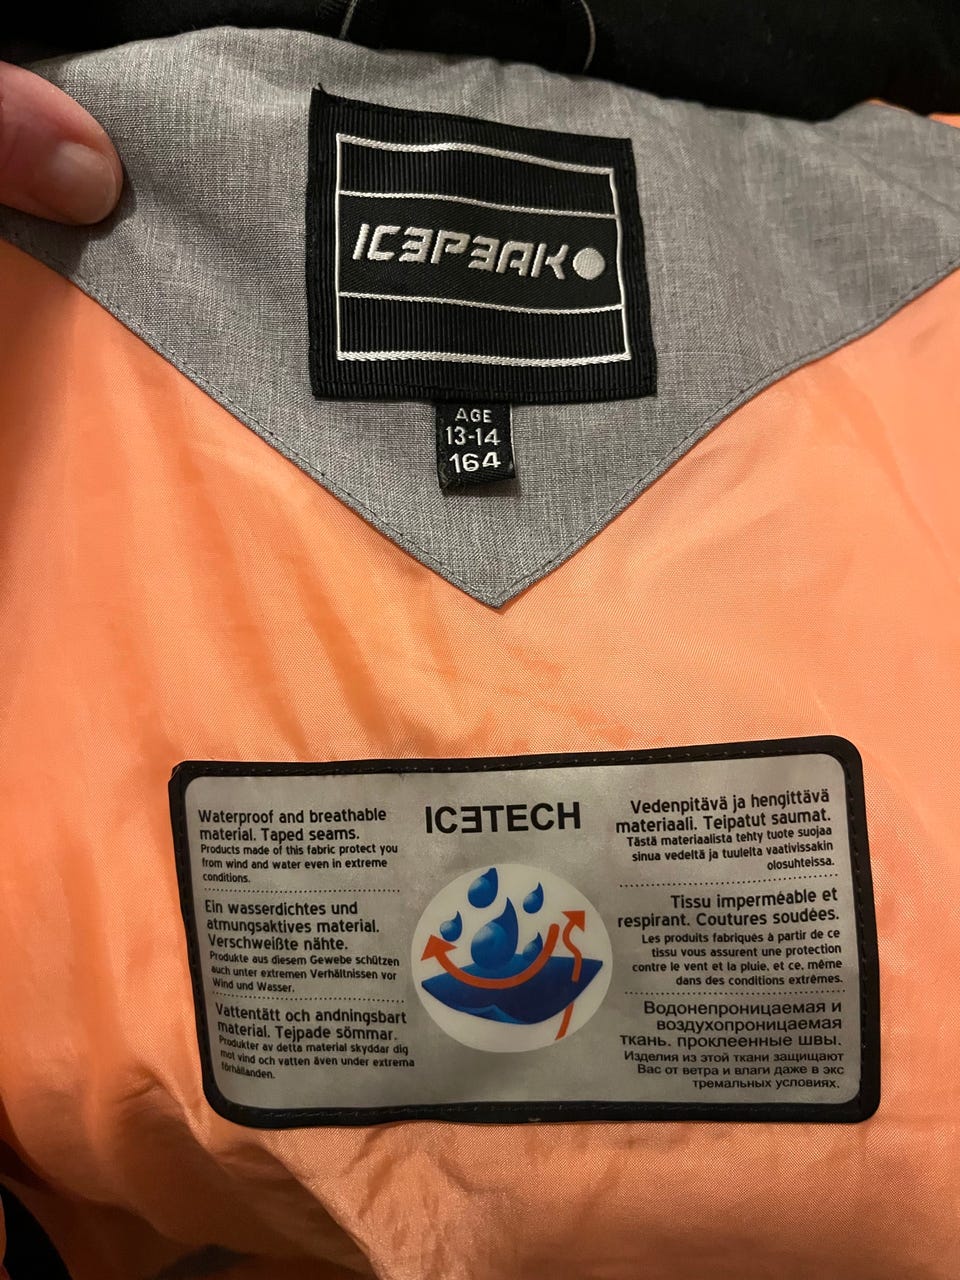 ICEPEAK
AGE
13-14
164
Waterproof and breathable
material. Taped seams.
Products made of this fabric protect you
from wind and water even in extreme
conditions.
Ein wasserdichtes und
atmungsaktives material.
Verschweißte nähte.
Produkte aus diesem Gewebe schützen
auch unter extremen Verhältnissen vor
Wind und Wasser.
Vattentätt och andningsbart
material. Tejpade sömmar.
Produkter av detta material skyddar dig
mot vind och vatten även under extrema
förhållanden.
ICETECH
Vedenpitävä ja hengittävä
materiaali. Teipatut saumat.
Tästä materiaalista tehty tuote suojaa
sinua vedeltä ja tuulelta vaativissakin
olosuhteissa.
Tissu imperméable et
respirant. Coutures soudées.
Les produits fabriqués à partir de ce
tissu vous assurent une protection
contre le vent et la pluie, et ce, même
dans des conditions extrêmes.
Водонепроницаемая и
воздухопроницаемая
ткань. проклеенные швы.
Изделия из этой ткани защищают
Вас от ветра и влаги даже в экс
тремальных условиях.